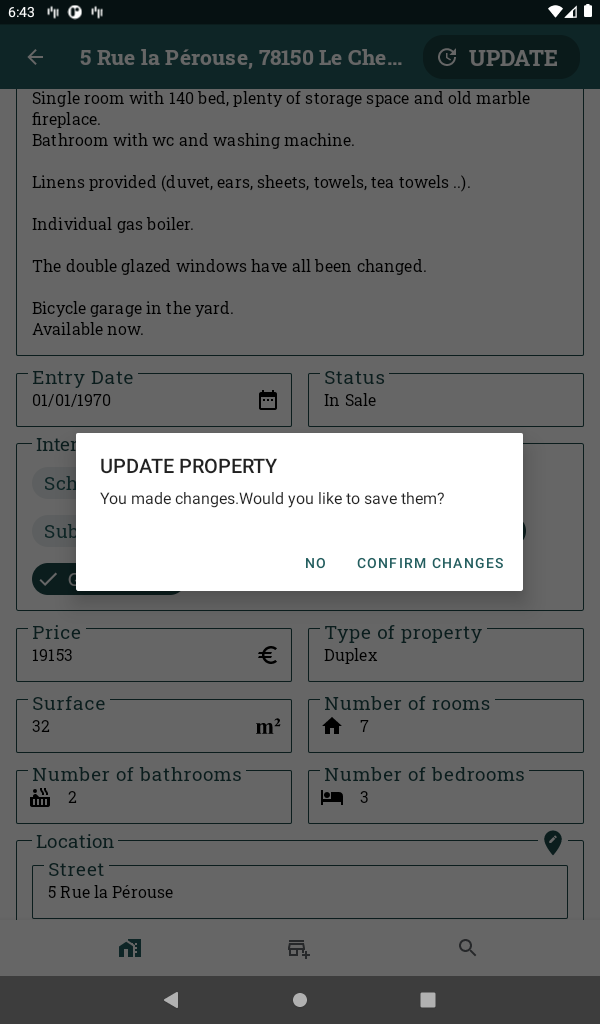 6:43
5 Rue la Pérouse, 78150 Le Che...
UPDATE
Single room with 140 bed, plenty of storage space and old marble
fireplace.
Bathroom with wc and washing machine.
Linens provided (duvet, ears, sheets, towels, tea towels ..).
Individual gas boiler.
The double glazed windows have all been changed.
Bicycle garage in the yard.
Available now.
Entry Date
01/01/1970
Status
In Sale
UPDATE PROPERTY
You made changes.Would you like to save them?
NO
CONFIRM CHANGES
Price
19153
€
Type of property
Duplex
Surface
32
m²
Number of rooms
7
Number of bathrooms
2
Number of bedrooms
3
Location
Street
5 Rue la Pérouse